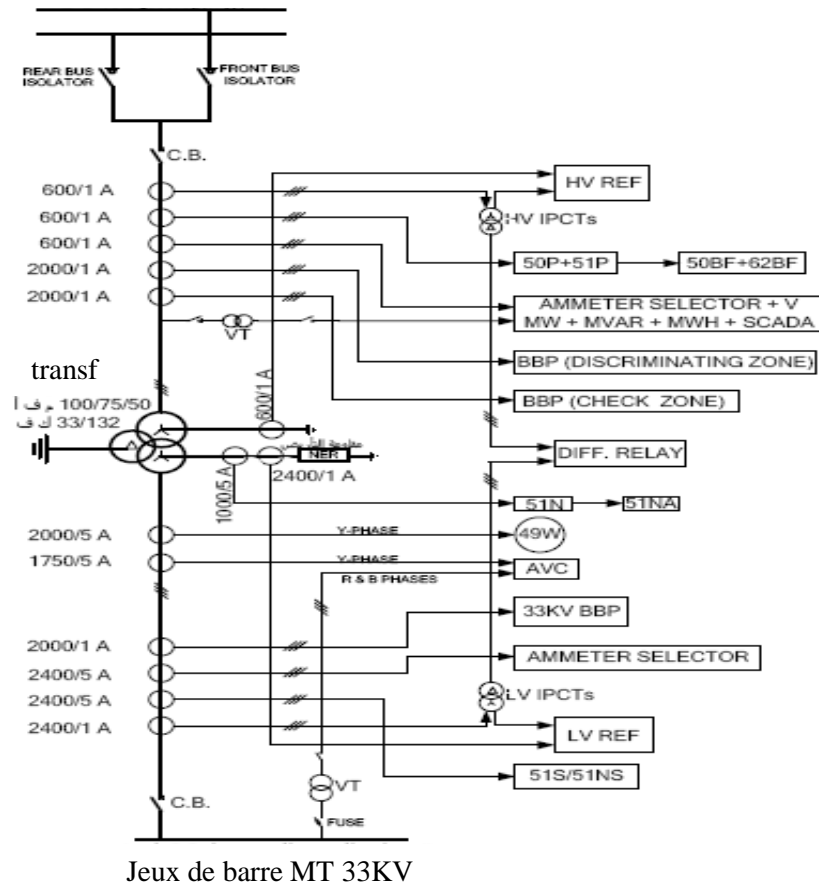 REAR BUS
ISOLATOR
FRONT BUS
ISOLATOR
C.B.
600/1 A
HV REF
600/1 A
HV IPCTs
600/1 A
50P+51P
50BF+62BF
2000/1 A
2000/1 A
AMMETER SELECTOR + V
MW + MVAR + MWH + SCADA
VT
BBP (DISCRIMINATING ZONE)
transf
600/1 A
BBP (CHECK ZONE)
100/75/50 م ف أ
33/132 ك ف
NER
2400/1 A
DIFF. RELAY
1000/5 A
51N
51NA
2000/5 A
Y-PHASE
49W
1750/5 A
Y-PHASE
AVC
R & B PHASES
33KV BBP
2000/1 A
AMMETER SELECTOR
2400/5 A
LV IPCTs
2400/5 A
2400/1 A
LV REF
51S/51NS
VT
C.B.
FUSE
Jeux de barre MT 33KV